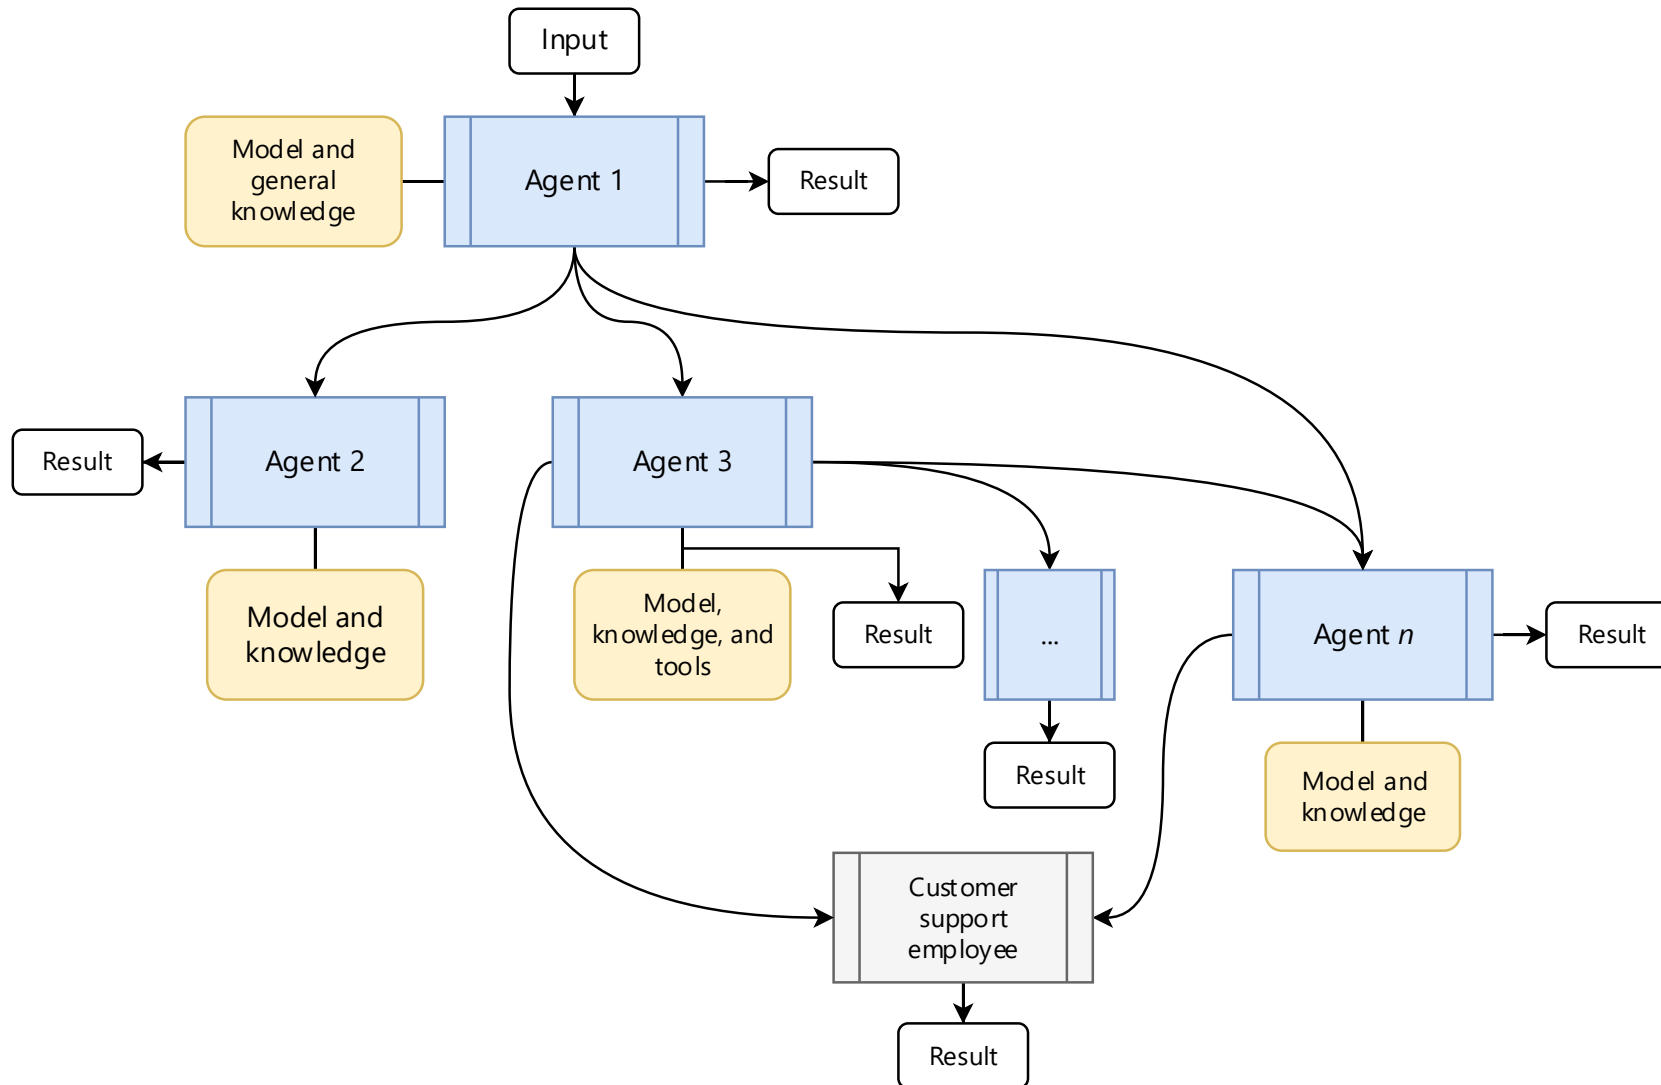 Input
Model and
general
knowledge
Agent 1
Result
Result
Agent 2
Agent 3
Model and
knowledge
Model,
knowledge, and
tools
Result
...
Agent n
Result
Result
Model and
knowledge
Customer
support
employee
Result